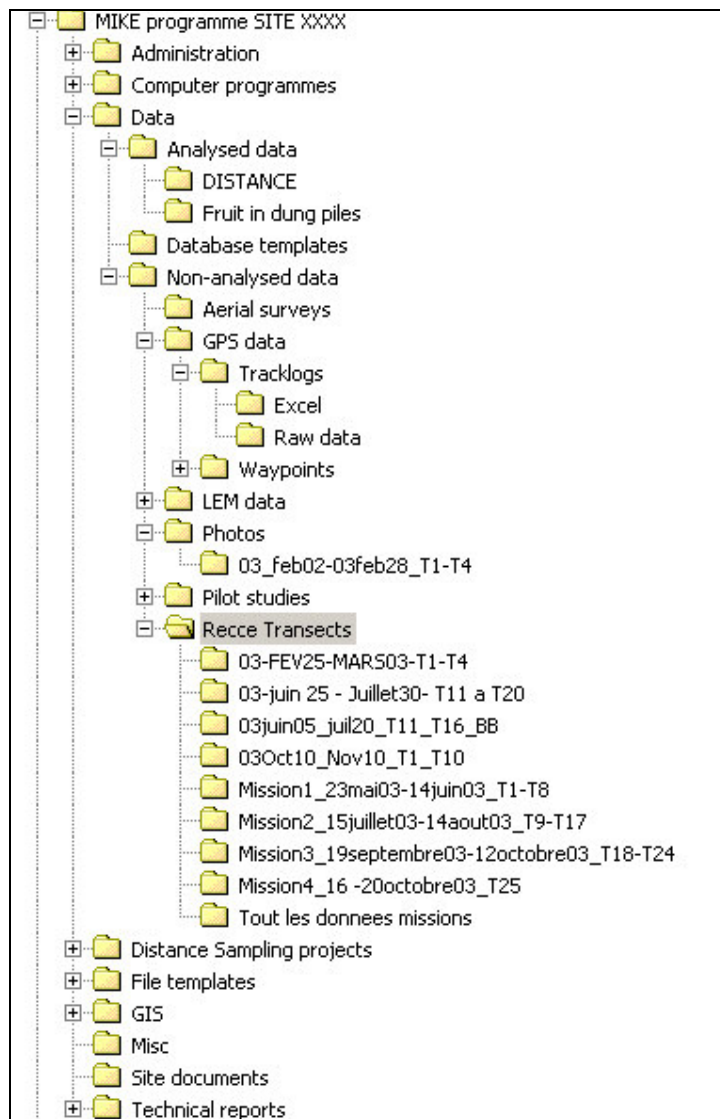 MIKE programme SITE XXXX
Administration
Computer programmes
Data
Analysed data
DISTANCE
Fruit in dung piles
Database templates
Non-analysed data
Aerial surveys
GPS data
Tracklogs
Excel
Raw data
Waypoints
LEM data
Photos
03_feb02-03feb28_T1-T4
Pilot studies
Recce Transects
03-FEV25-MARS03-T1-T4
03-juin 25 - Juillet30- T11 a T20
03juin05_juil20_T11_T16_BB
03Oct10_Nov10_T1_T10
Mission1_23mai03-14juin03_T1-T8
Mission2_15juillet03-14aout03_T9-T17
Mission3_19septembre03-12octobre03_T18-T24
Mission4_16 -20octobre03_T25
Tout les donnees missions
Distance Sampling projects
File templates
GIS
Misc
Site documents
Technical reports